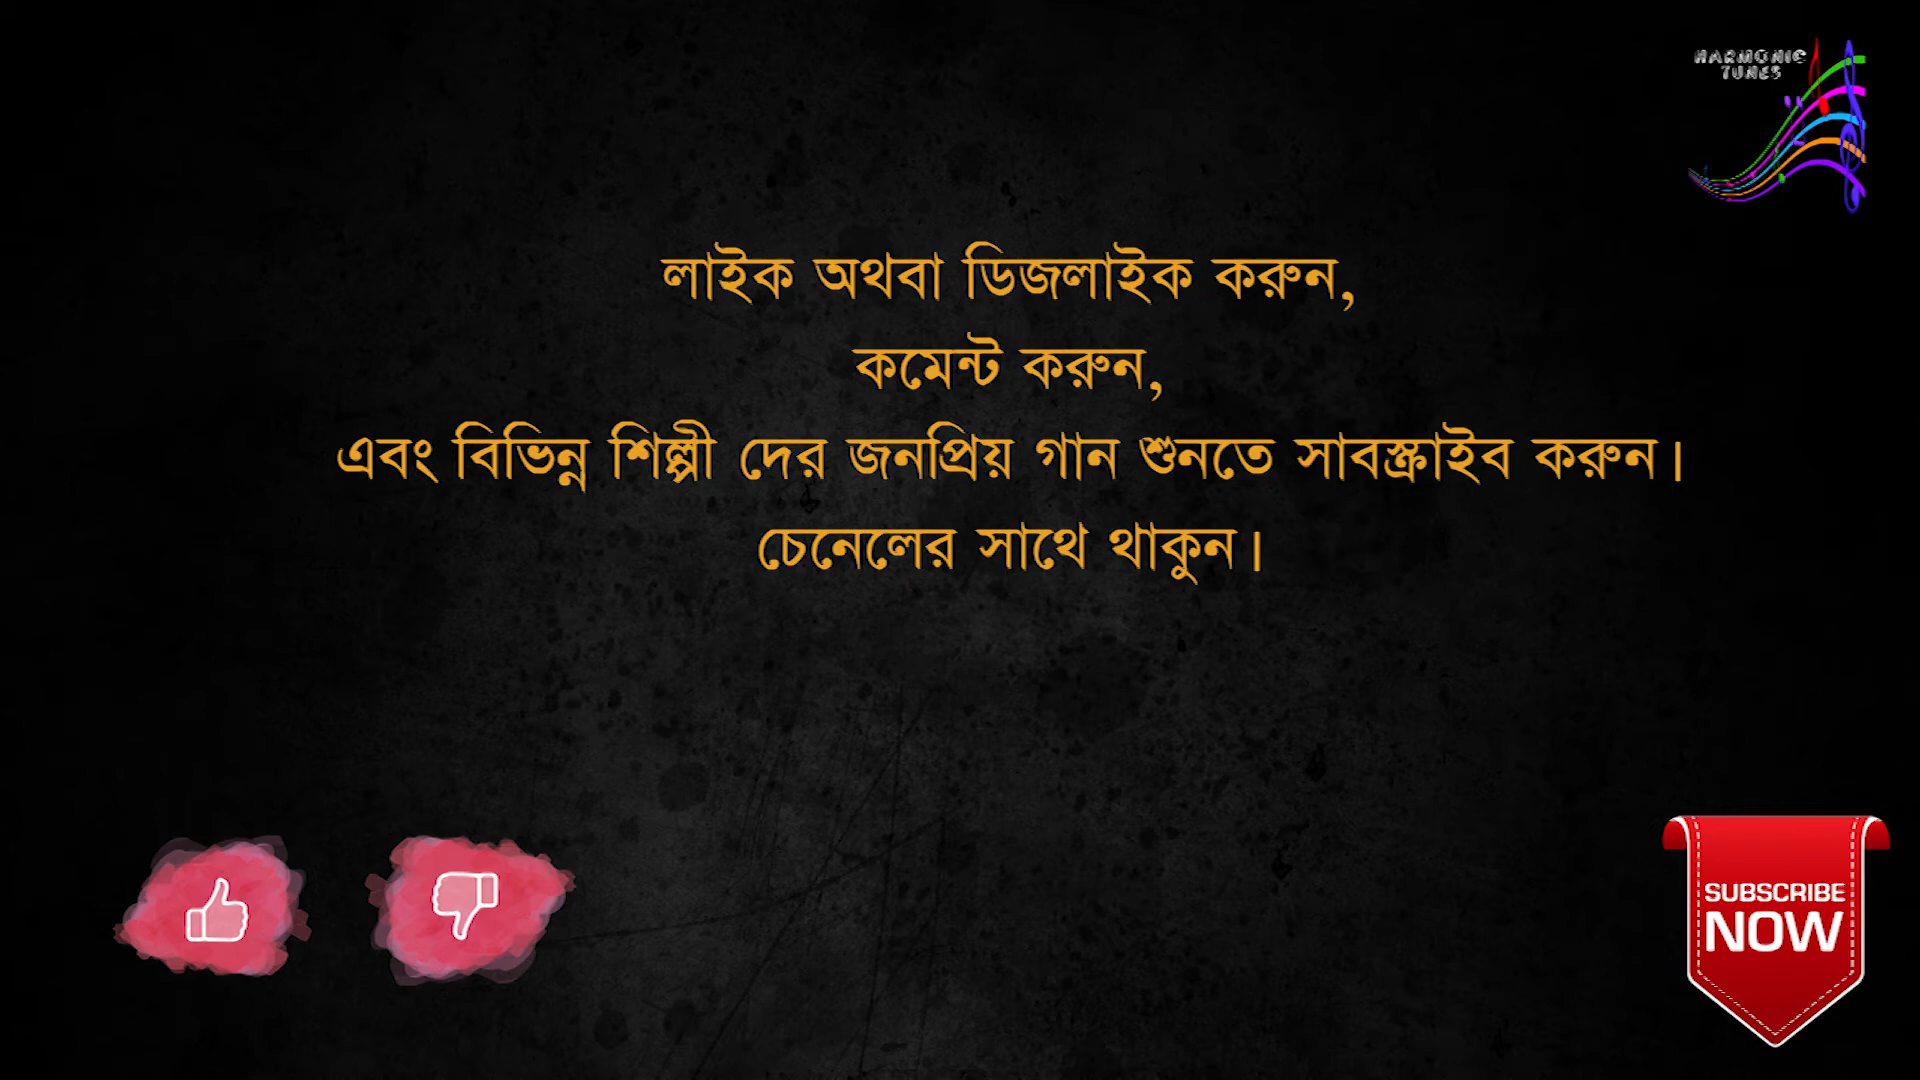 HARMONIC
TUNES
লাইক অথবা ডিজলাইক করুন,
কমেন্ট করুন,
এবং বিভিন্ন শিল্পী দের জনপ্রিয় গান শুনতে সাবস্ক্রাইব করুন।
চেনেলের সাথে থাকুন।
SUBSCRIBE
NOW